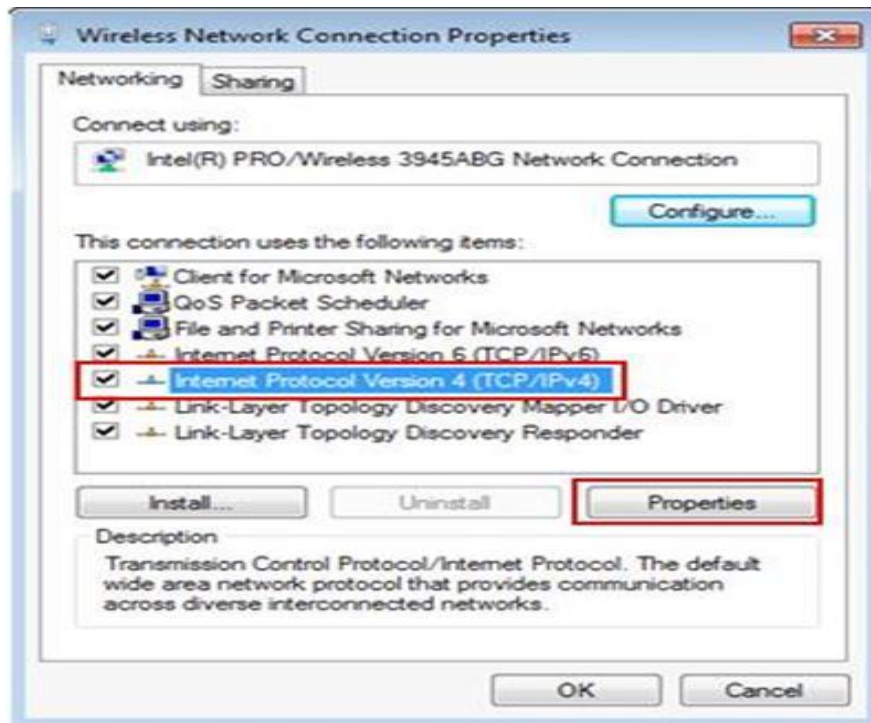 Wireless Network Connection Properties
Networking Sharing
Connect using:
Intel(R) PRO/Wireless 3945ABG Network Connection
Configure...
This connection uses the following items:
Client for Microsoft Networks
QoS Packet Scheduler
File and Printer Sharing for Microsoft Networks
Internet Protocol Version 6 (TCP/IPv6)
Internet Protocol Version 4 (TCP/IPv4)
Link-Layer Topology Discovery Mapper I/O Driver
Link-Layer Topology Discovery Responder
Install... Uninstall Properties
Description
Transmission Control Protocol/Internet Protocol. The default
wide area network protocol that provides communication
across diverse interconnected networks.
OK Cancel